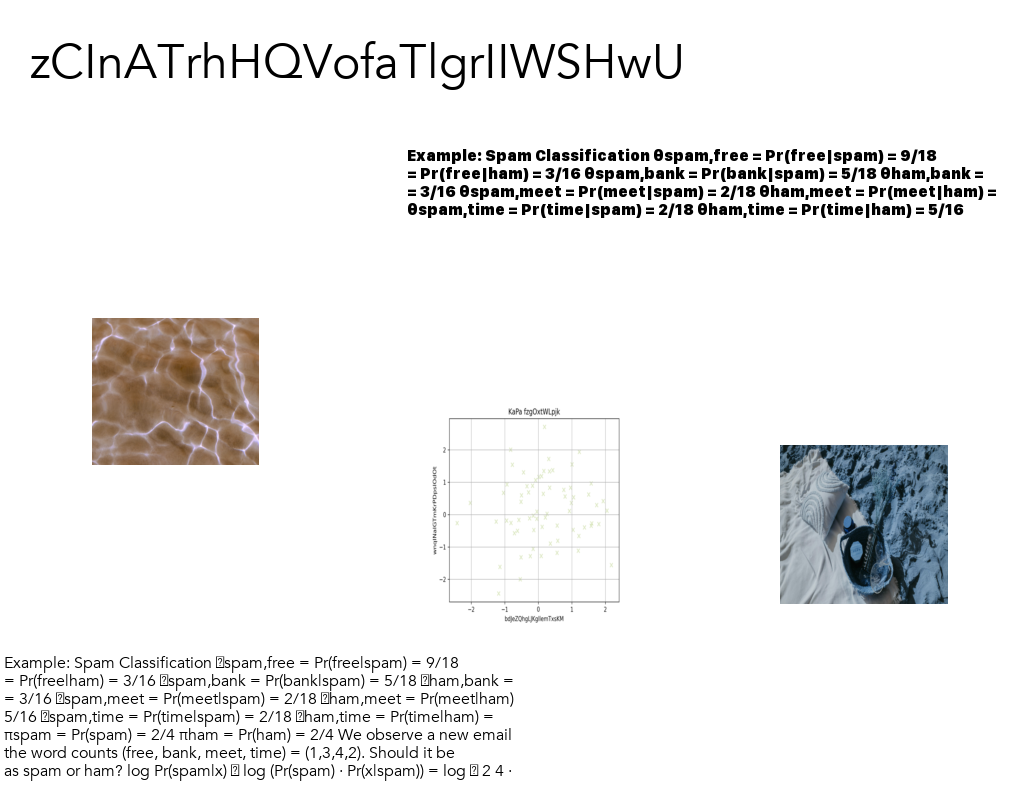 zCInATrhHQVofaTlgrIIWSHwU
Example: Spam Classification θspam,free = Pr(free|spam) = 9/18
= Pr(free|ham) = 3/16 θspam,bank = Pr(bank|spam) = 5/18 θham,bank =
= 3/16 θspam,meet = Pr(meet|spam) = 2/18 θham,meet = Pr(meet|ham) =
θspam,time = Pr(time|spam) = 2/18 θham,time = Pr(time|ham) = 5/16
KaPa fzgOxtWLpjk
2
1
0
−1
−2
−2 −1 0 1 2
Example: Spam Classification spam,free = Pr(free|spam) = 9/18
= Pr(free|ham) = 3/16 spam,bank = Pr(bank|spam) = 5/18 ham,bank =
= 3/16 spam,meet = Pr(meet|spam) = 2/18 ham,meet = Pr(meet|ham)
5/16 spam,time = Pr(time|spam) = 2/18 ham,time = Pr(time|ham) =
πspam = Pr(spam) = 2/4 πham = Pr(ham) = 2/4 We observe a new email
the word counts (free, bank, meet, time) = (1,3,4,2). Should it be
as spam or ham? log Pr(spam|x) log (Pr(spam) · Pr(x|spam)) = log 2 4 ·